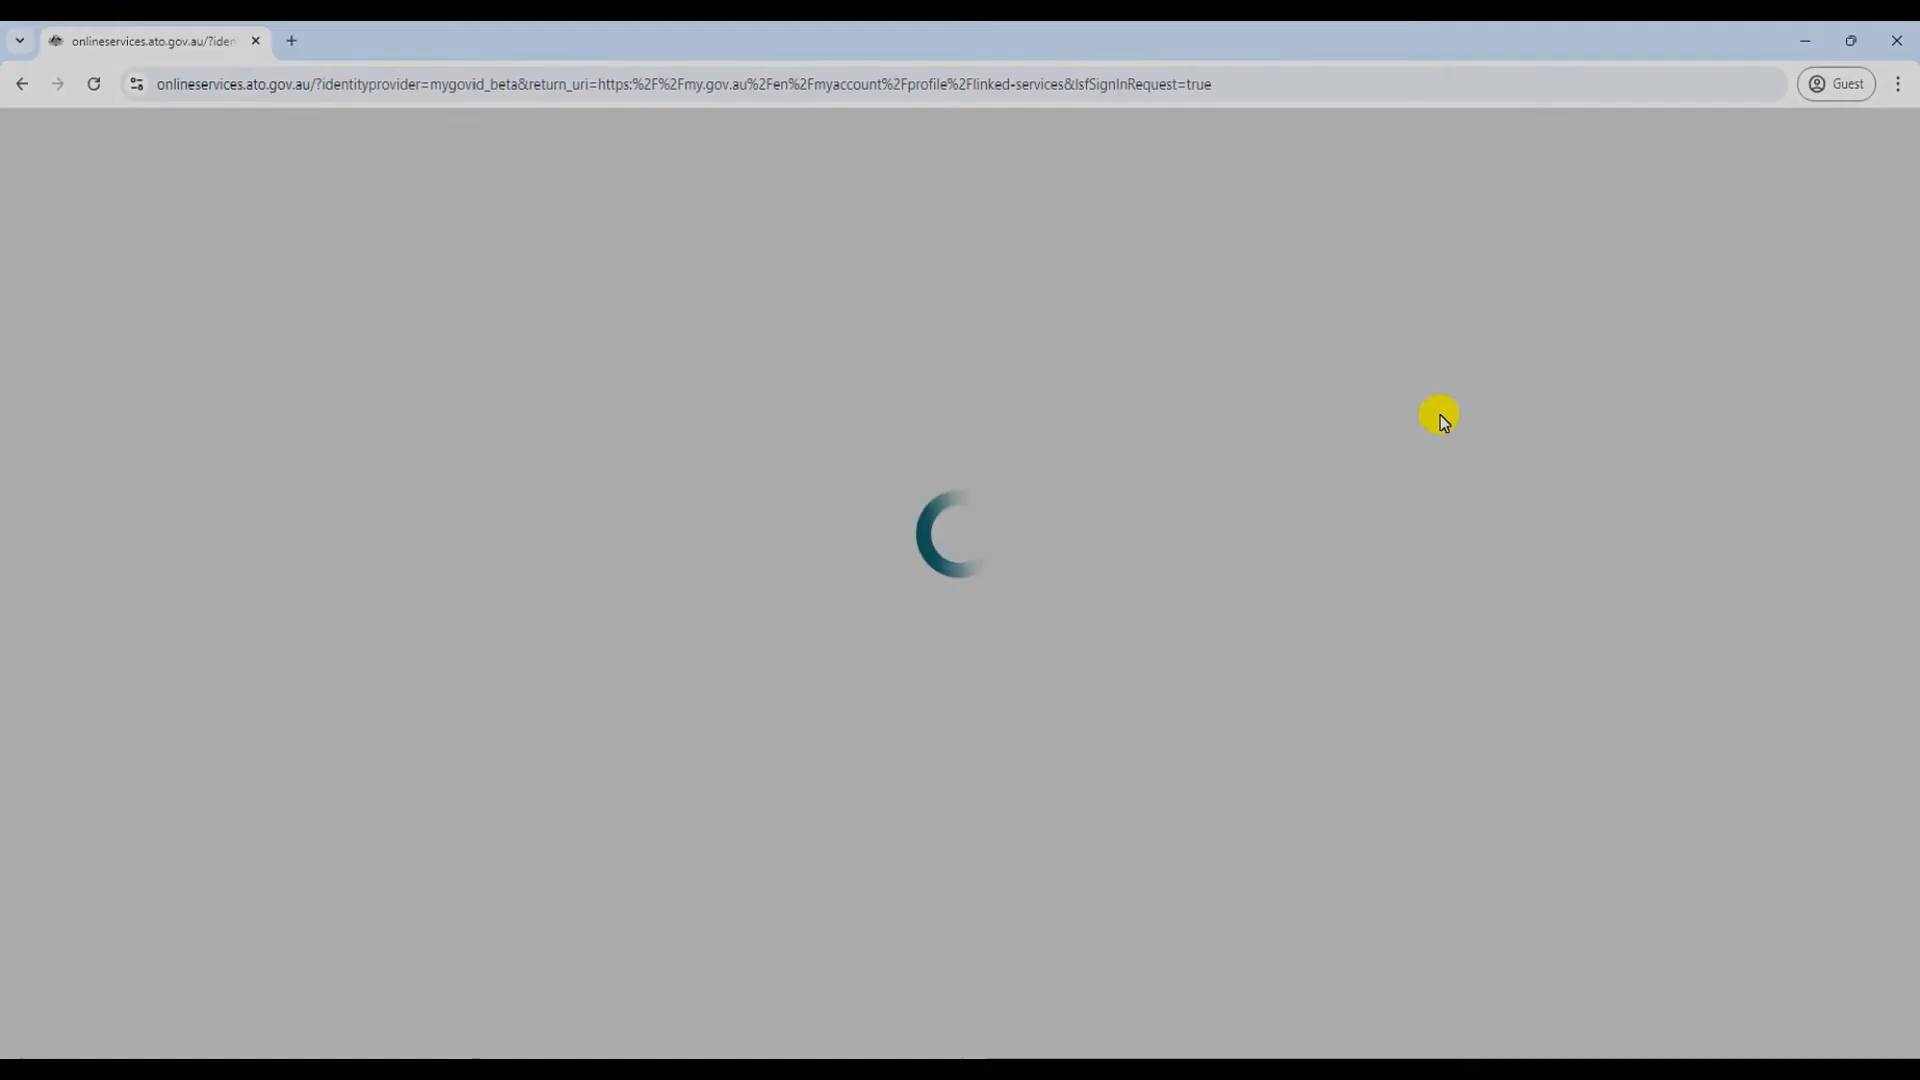 onlineservices.ato.gov.au/?iden
onlineservices.ato.gov.au/?identityprovider=mygovid_beta&return_uri=https:%2F%2Fmy.gov.au%2Fen%2Fmyaccount%2Fprofile%2Flinked-services&lsfSignInRequest=true
Guest